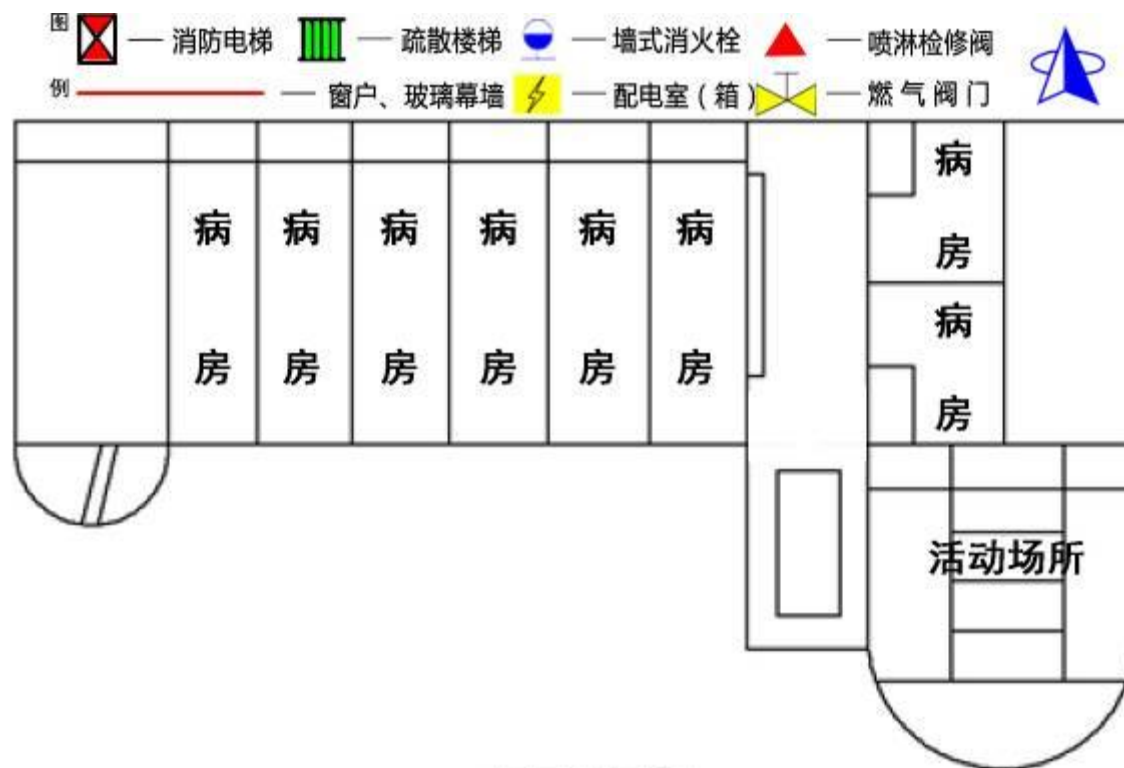 图 消防电梯 疏散楼梯 墙式消火栓 喷淋检修阀
例 窗户、玻璃幕墙 配电室(箱) 燃气阀门
病房
病房
病房
病房
病房
病房
病房
病房
活动场所